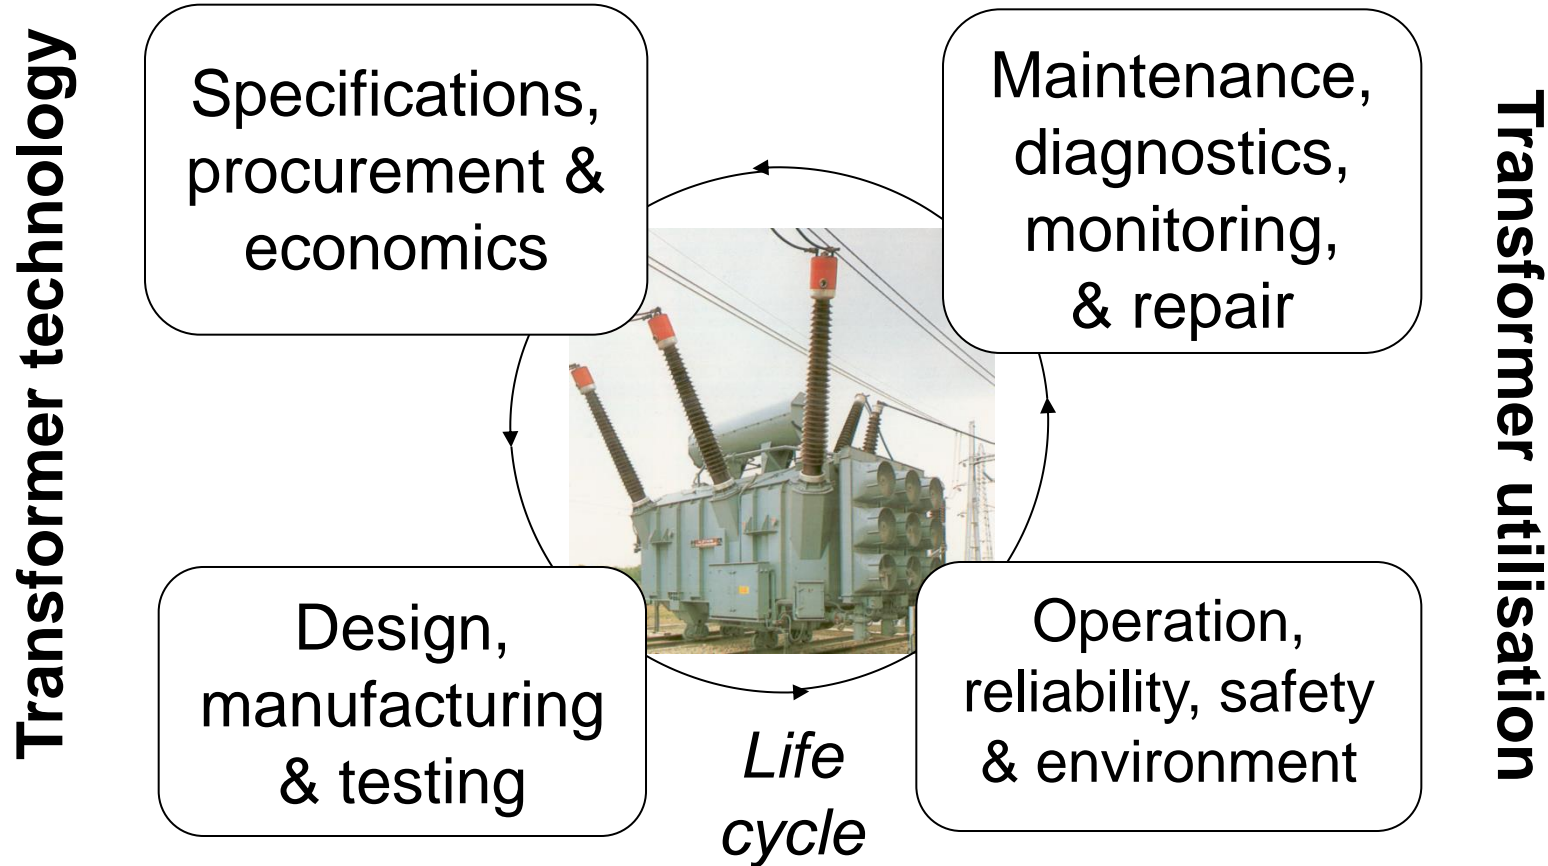 Transformer technology
Specifications,
procurement &
economics
Maintenance,
diagnostics,
monitoring,
& repair
Design,
manufacturing
& testing
Operation,
reliability, safety
& environment
Life
cycle
Transformer utilisation